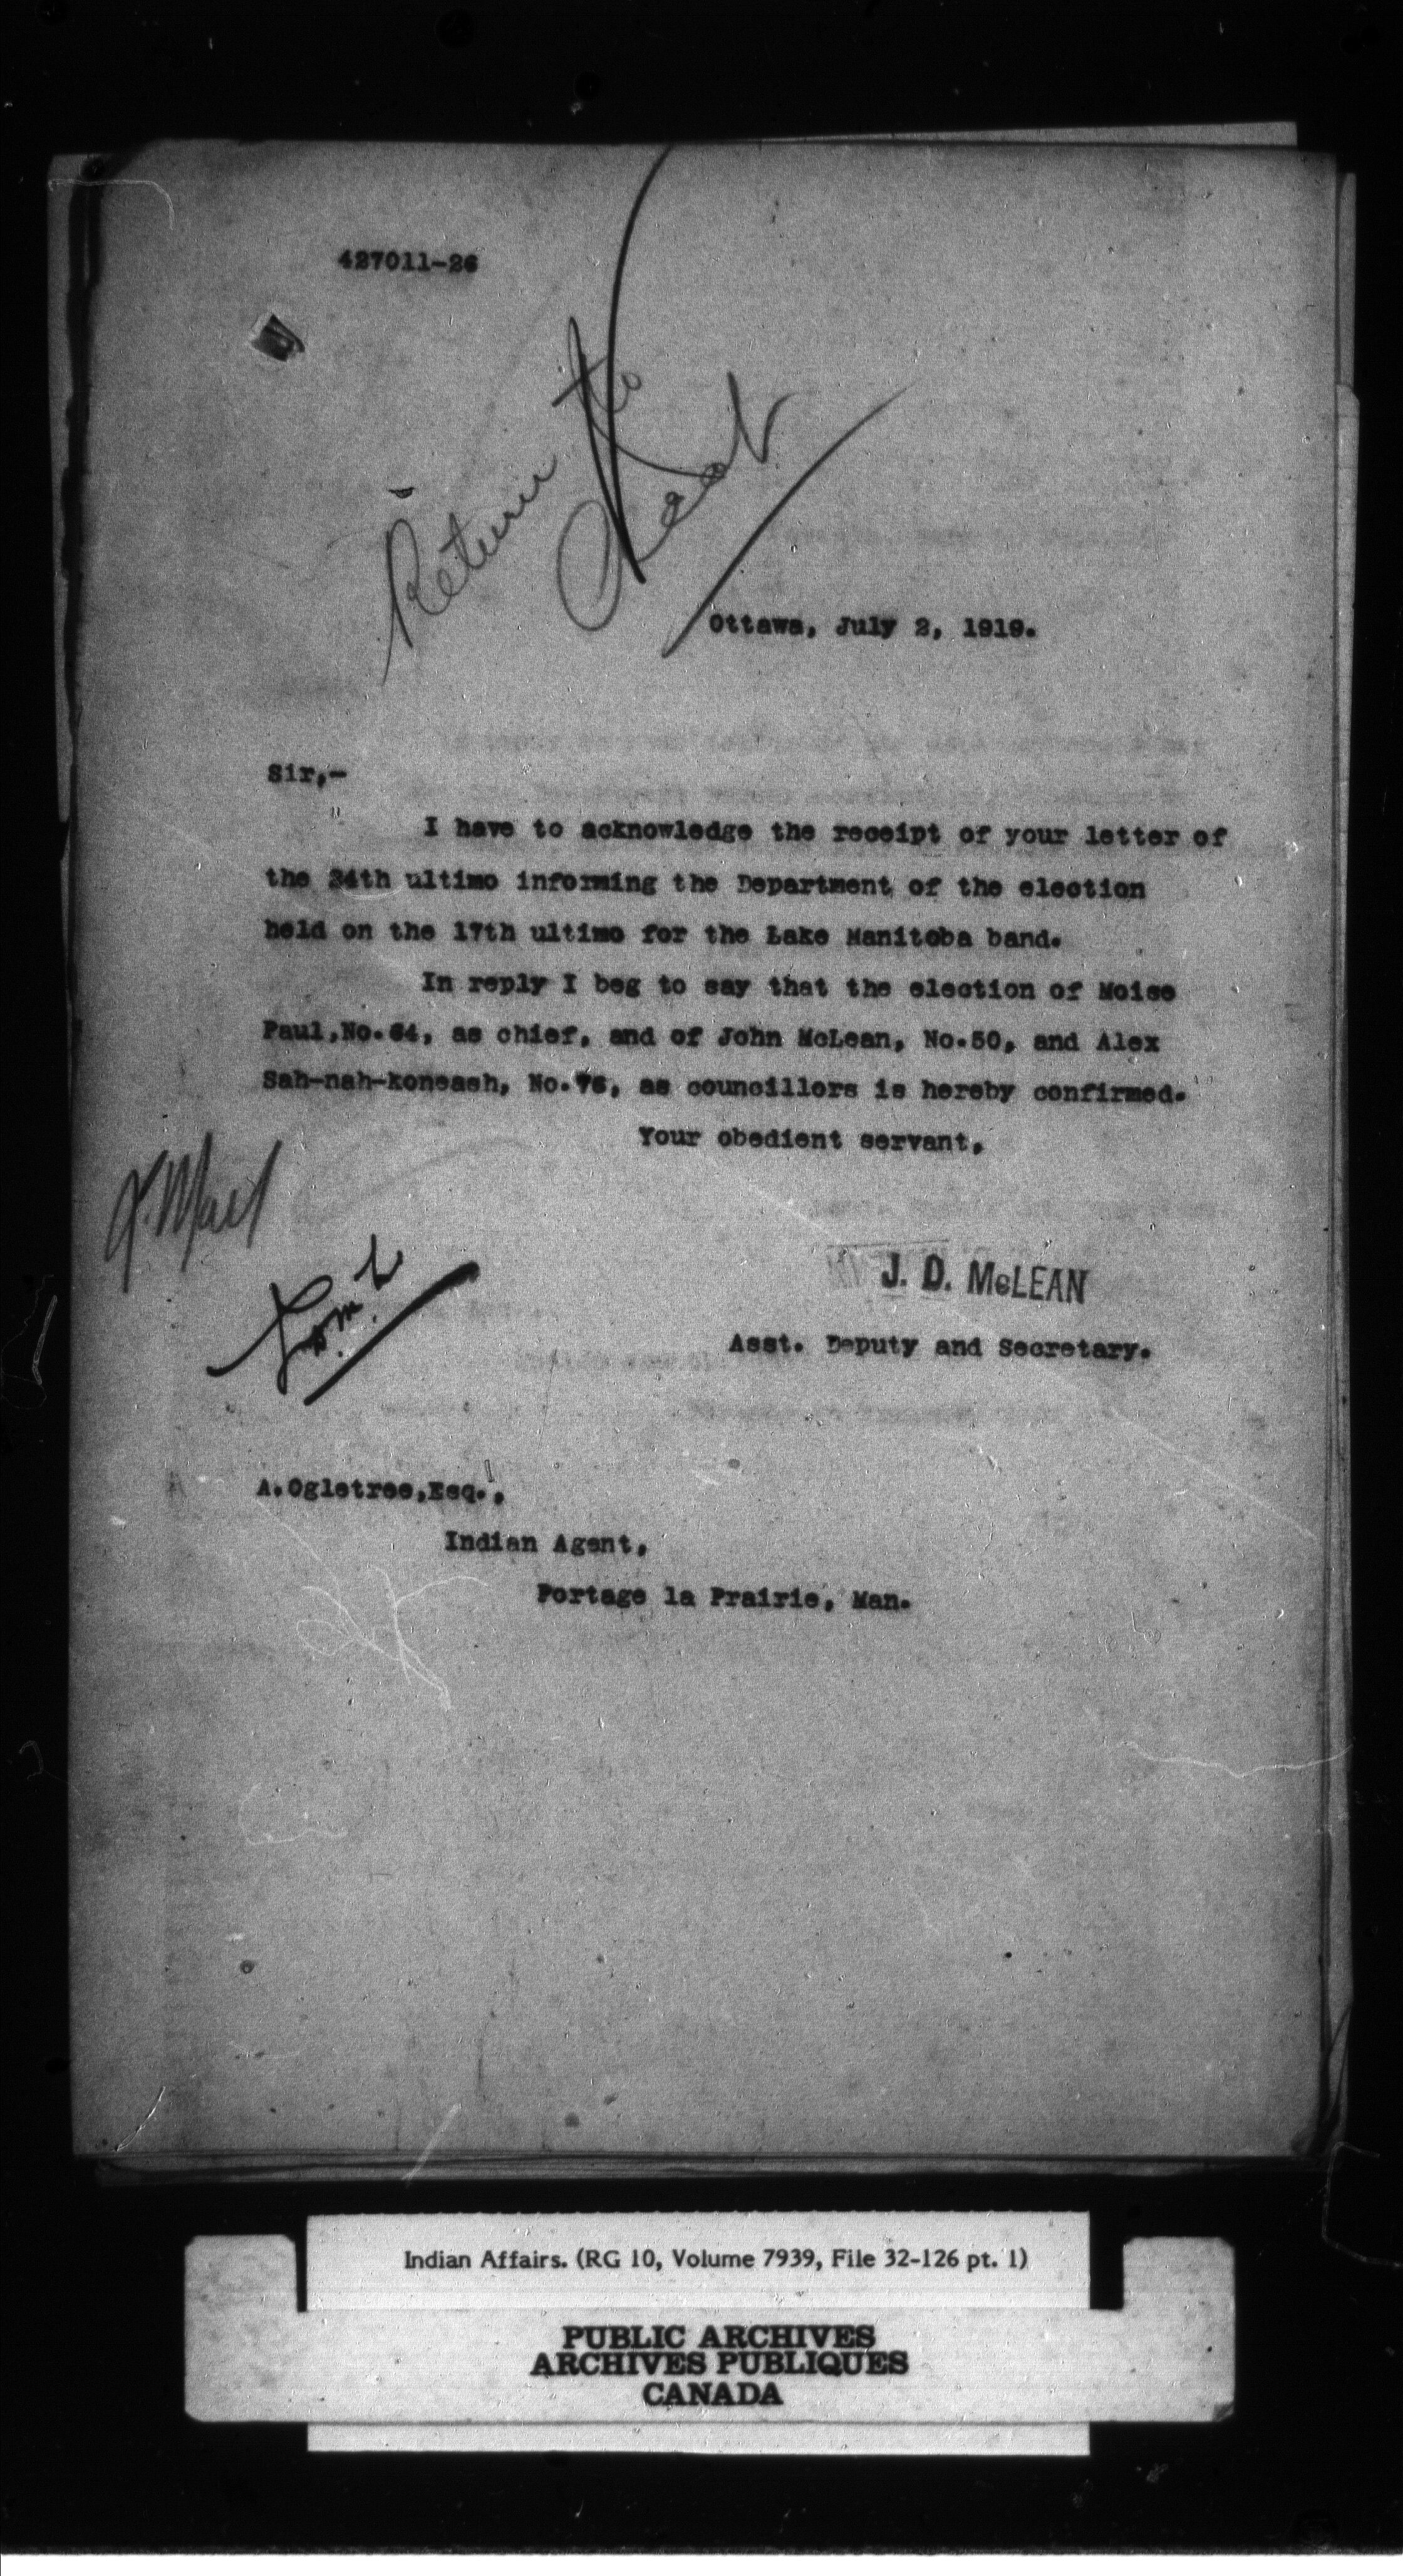 427011-26
Return to
Ottawa, July 2, 1919.
Sir,-
I have to acknowledge the receipt of your letter of
the 24th ultimo informing the Department of the election
held on the 17th ultimo for the Lake Manitoba band.
In reply I beg to say that the election of Moise
Paul,No.64, as chief, and of John McLean, No.50, and Alex
Sah-nah-koneash, No.76, as councillors is hereby confirmed.
Your obedient servant,
J. D. McLEAN
Asst. Deputy and Secretary.
A.Ogletree,Esq.,
Indian Agent,
Portage la Prairie, Man.
Indian Affairs. (RG 10, Volume 7939, File 32-126 pt. 1)
PUBLIC ARCHIVES
ARCHIVES PUBLIQUES
CANADA